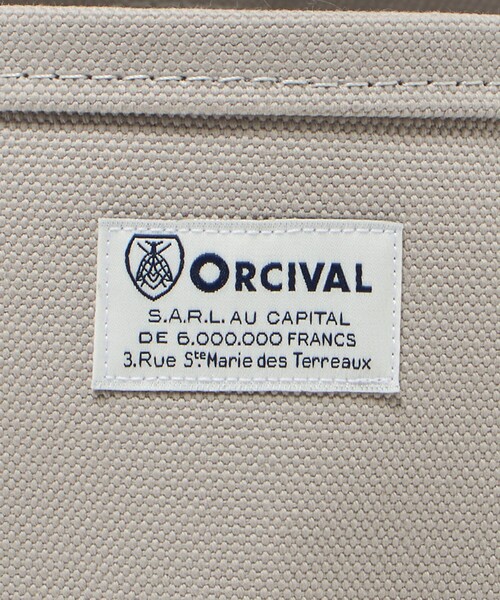 ORCIVAL
S.A.R.L. AU CAPITAL
DE 6.000.000 FRANCS
3.Rue Ste Marie des Terreaux